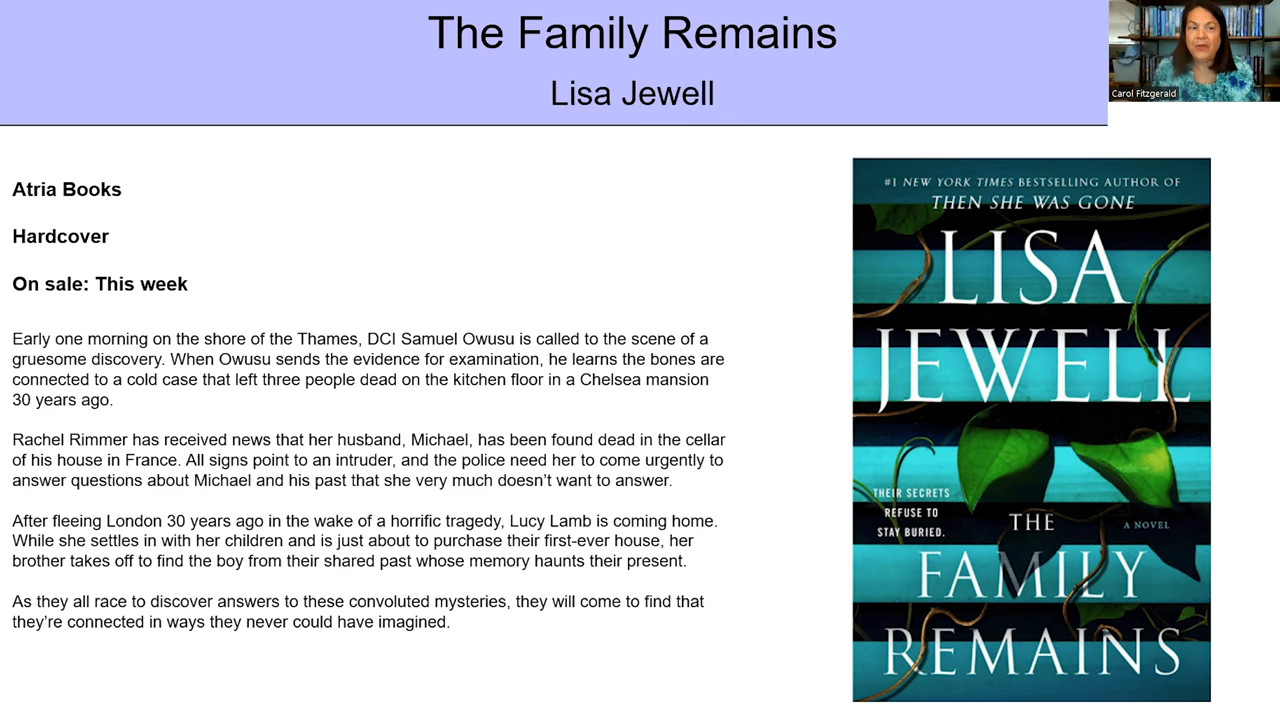 The Family Remains
Lisa Jewell
Carol Fitzgerald
Atria Books
Hardcover
On sale: This week
Early one morning on the shore of the Thames, DCI Samuel Owusu is called to the scene of a
gruesome discovery. When Owusu sends the evidence for examination, he learns the bones are
connected to a cold case that left three people dead on the kitchen floor in a Chelsea mansion
30 years ago.
Rachel Rimmer has received news that her husband, Michael, has been found dead in the cellar
of his house in France. All signs point to an intruder, and the police need her to come urgently to
answer questions about Michael and his past that she very much doesn’t want to answer.
After fleeing London 30 years ago in the wake of a horrific tragedy, Lucy Lamb is coming home.
While she settles in with her children and is just about to purchase their first-ever house, her
brother takes off to find the boy from their shared past whose memory haunts their present.
As they all race to discover answers to these convoluted mysteries, they will come to find that
they’re connected in ways they never could have imagined.
#1 NEW YORK TIMES BESTSELLING AUTHOR OF
THEN SHE WAS GONE
LISA
JEWELL
THEIR SECRETS
REFUSE TO
STAY BURIED.
THE
A NOVEL
FAMILY
REMAINS